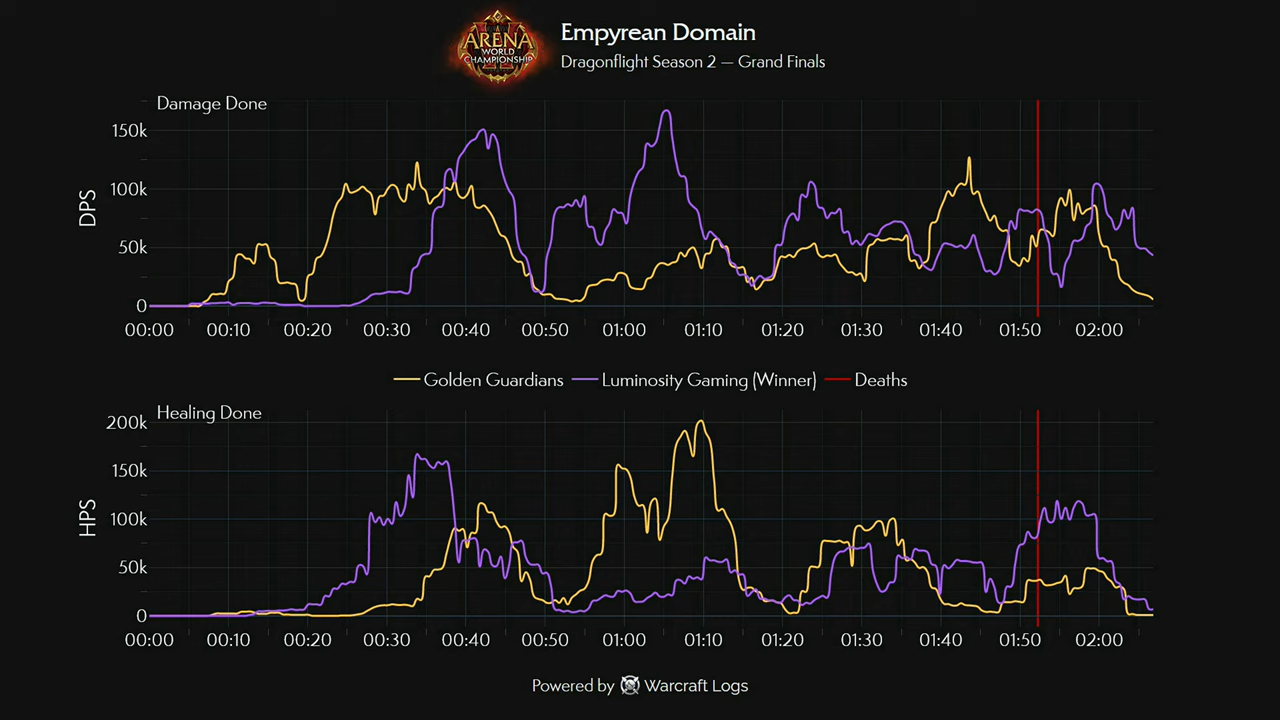 ARENA
WORLD
CHAMPIONSHIP
Empyrean Domain
Dragonflight Season 2 — Grand Finals
Damage Done
DPS
150k
100k
50k
0
00:00 00:10 00:20 00:30 00:40 00:50 01:00 01:10 01:20 01:30 01:40 01:50 02:00
Golden Guardians Luminosity Gaming (Winner) Deaths
Healing Done
HPS
200k
150k
100k
50k
0
00:00 00:10 00:20 00:30 00:40 00:50 01:00 01:10 01:20 01:30 01:40 01:50 02:00
Powered by Warcraft Logs